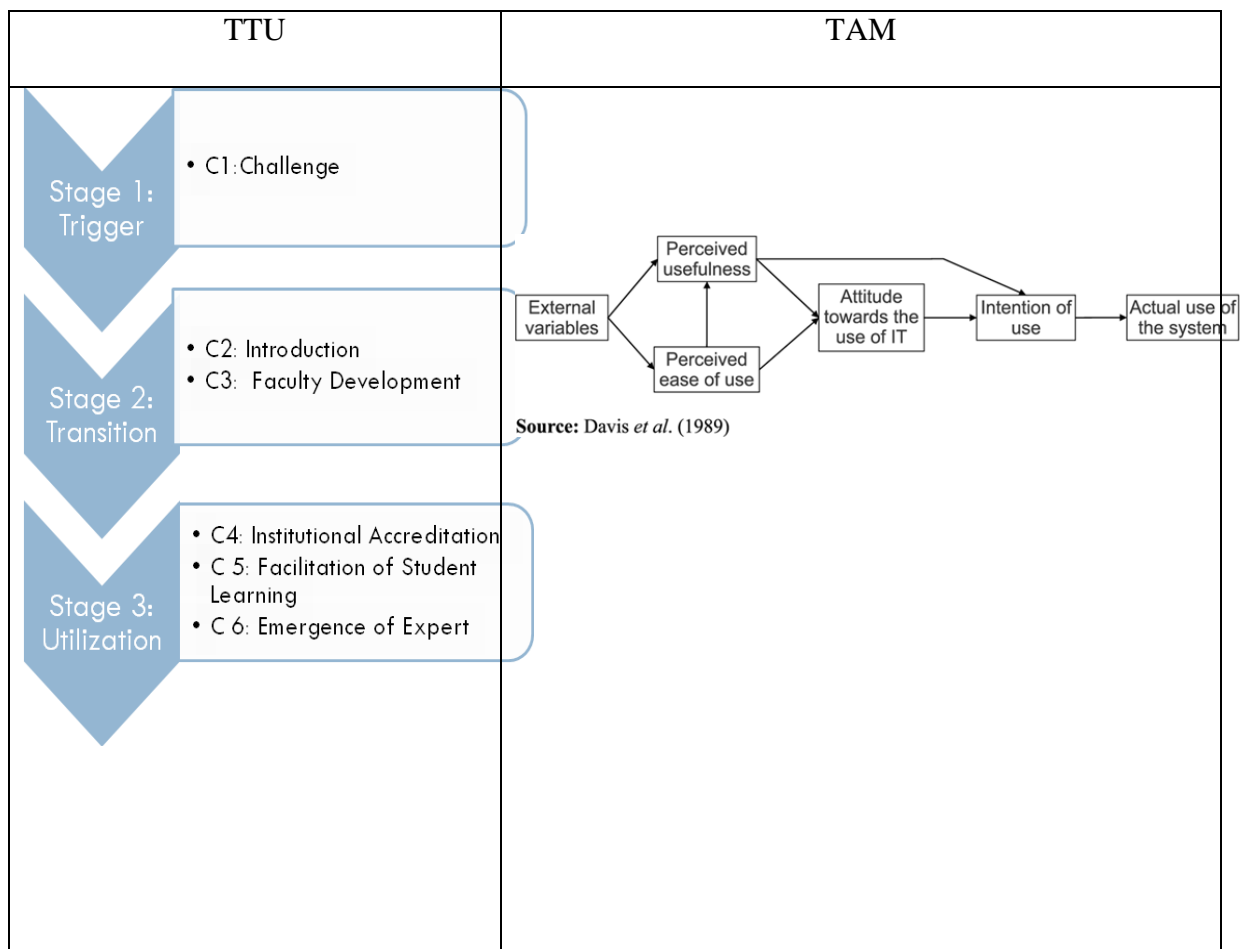 TTU
TAM
Stage 1:
Trigger
• C1:Challenge
Stage 2:
Transition
• C2: Introduction
• C3:  Faculty Development
Stage 3:
Utilization
• C4: Institutional Accreditation
• C 5: Facilitation of Student
Learning
• C 6: Emergence of Expert
External
variables
Perceived
usefulness
Perceived
ease of use
Attitude
towards the
use of IT
Intention of
use
Actual use of
the system
Source: Davis et al. (1989)